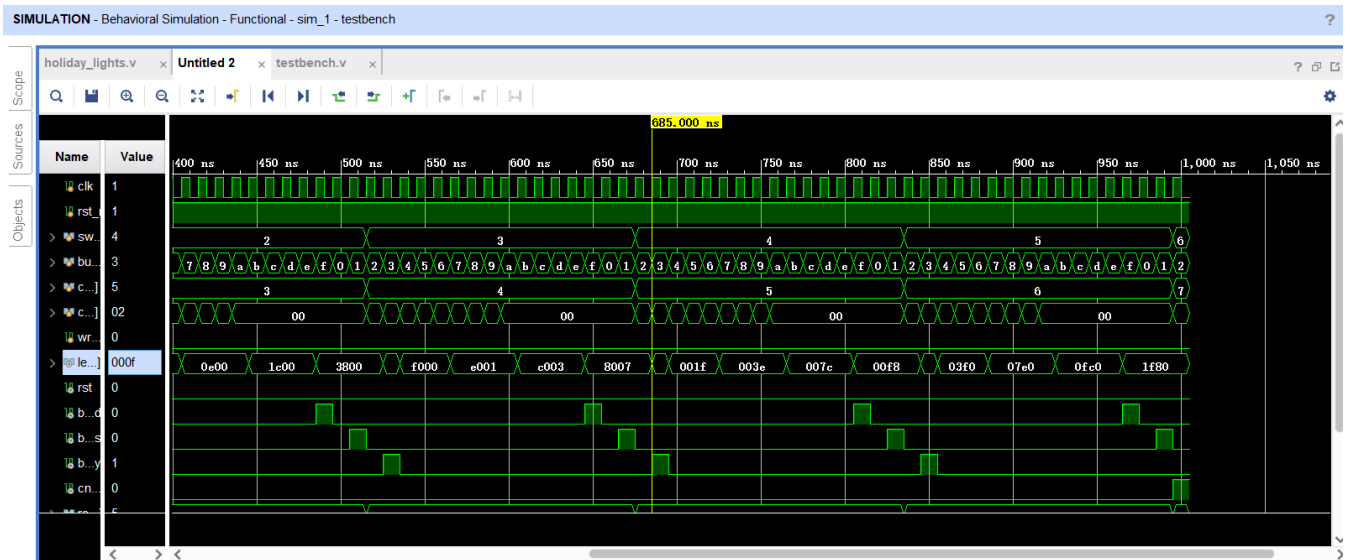 SIMULATION - Behavioral Simulation - Functional - sim_1 - testbench ?
Scope
Sources
Objects
holiday_lights.v × Untitled 2 × testbench.v × ?
685.000 ns
Name Value
400 ns 450 ns 500 ns 550 ns 600 ns 650 ns 700 ns 750 ns 800 ns 850 ns 900 ns 950 ns 1,000 ns 1,050 ns
clk 1
rst_ 1
sw.. 4 2 3 4 5 6
bu... 3 7 8 9 a b c d e f 0 1 2 3 4 5 6 7 8 9 a b c d e f 0 1 2 3 4 5 6 7 8 9 a b c d e f 0 1 2 3 4 5 6 7 8 9 a b c d e f 0 1 2
c...] 5 3 4 5 6 7
c...] 02 00 00 00 00
wr... 0
le...] 000f 0e00 1c00 3800 f000 e001 c003 8007 001f 003e 007c 00f8 03f0 07e0 0fc0 1f80
rst 0
b...d 0
b...s 0
b...y 1
cn... 0